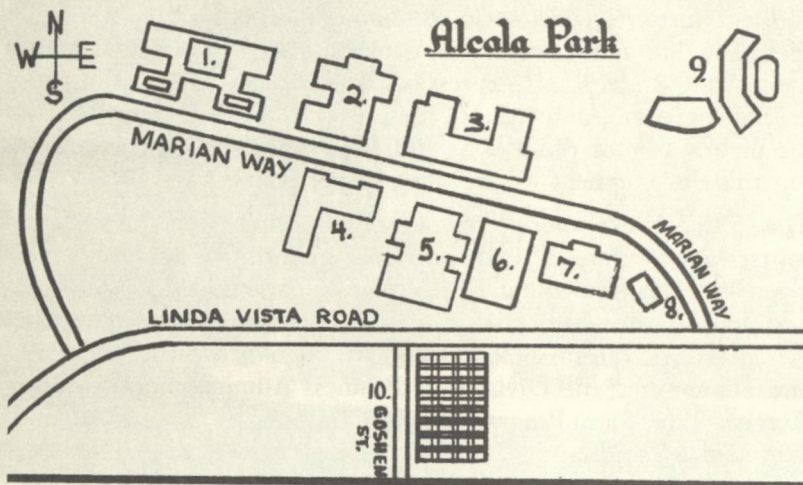 Alcala Park
N
W E
S
1.
2.
3.
9.
MARIAN WAY
4.
5.
6.
7.
8.
MARIAN WAY
LINDA VISTA ROAD
10.
GOSHEN
ST.